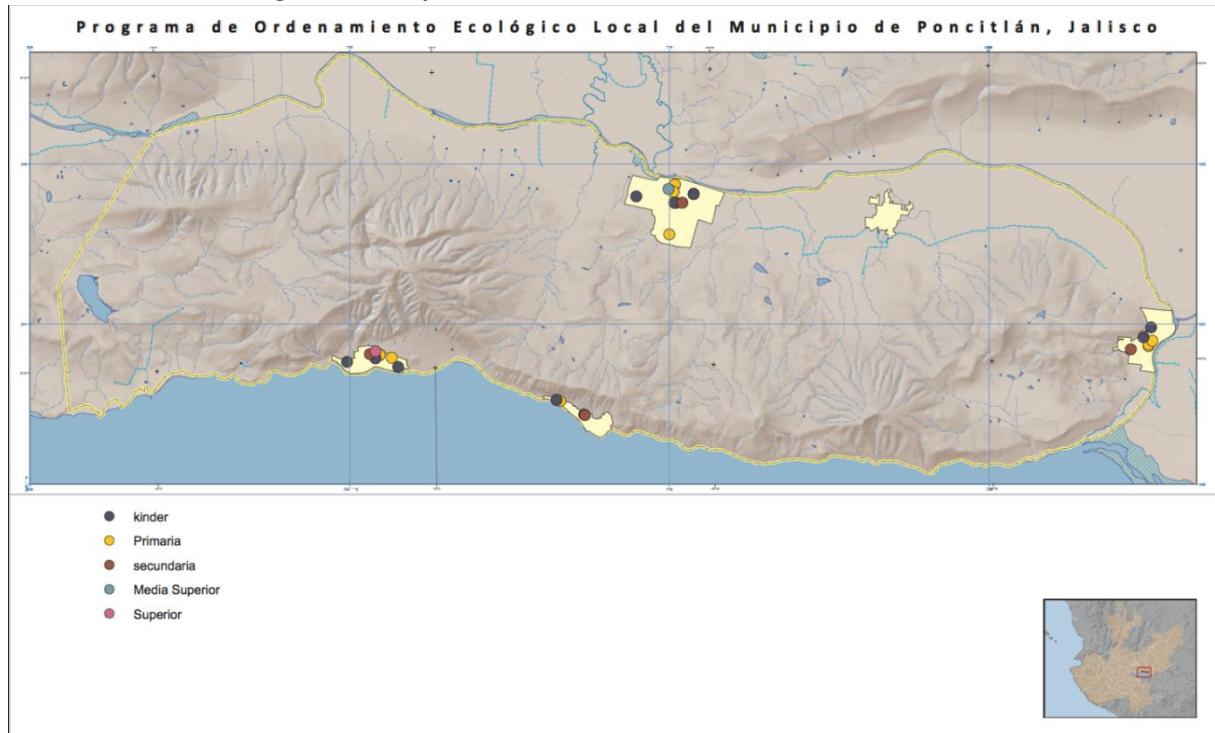 Programa de Ordenamiento Ecológico Local del Municipio de Poncitlán, Jalisco
kinder
Primaria
secundaria
Media Superior
Superior